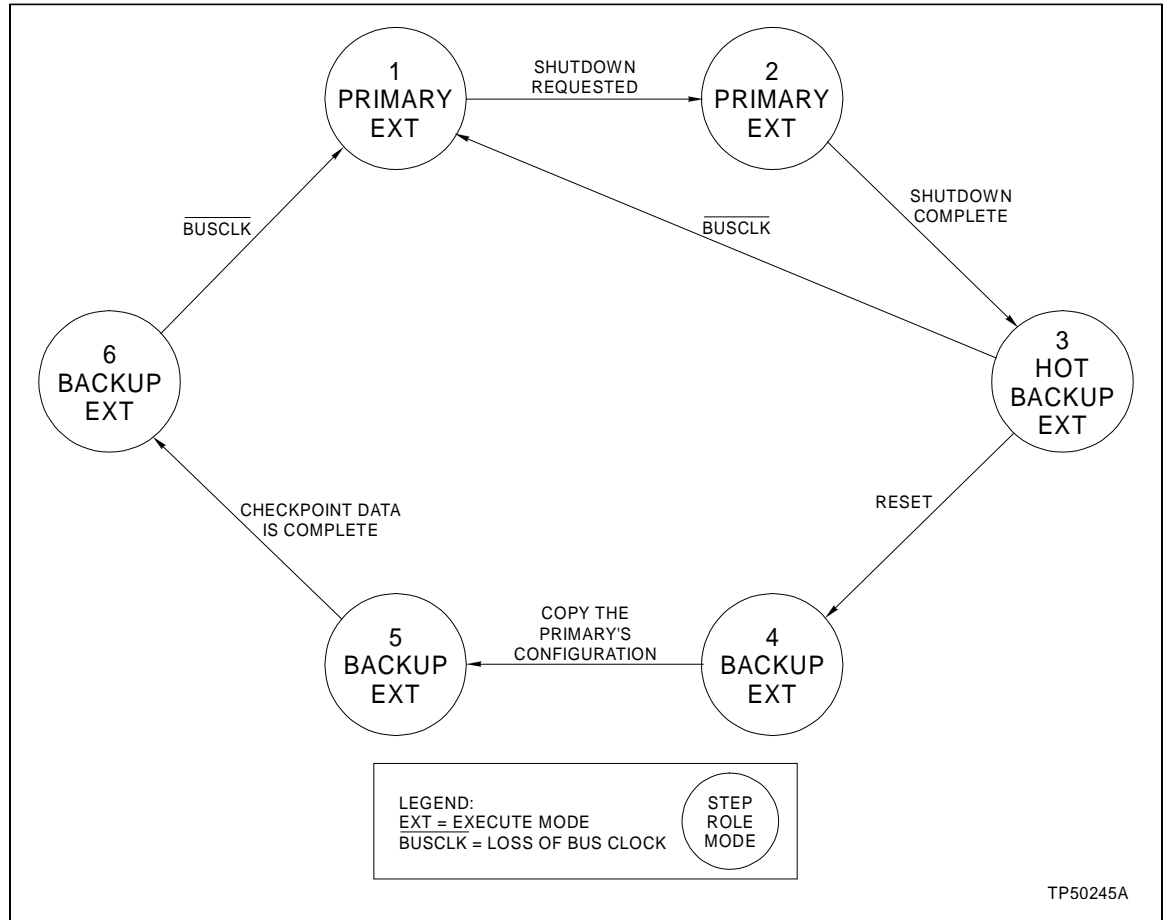 1
PRIMARY
EXT
SHUTDOWN
REQUESTED
2
PRIMARY
EXT
SHUTDOWN
COMPLETE
BUSCLK
BUSCLK
6
BACKUP
EXT
3
HOT
BACKUP
EXT
RESET
CHECKPOINT DATA
IS COMPLETE
5
BACKUP
EXT
COPY THE
PRIMARY'S
CONFIGURATION
4
BACKUP
EXT
LEGEND:
EXT = EXECUTE MODE
BUSCLK = LOSS OF BUS CLOCK
STEP
ROLE
MODE
TP50245A